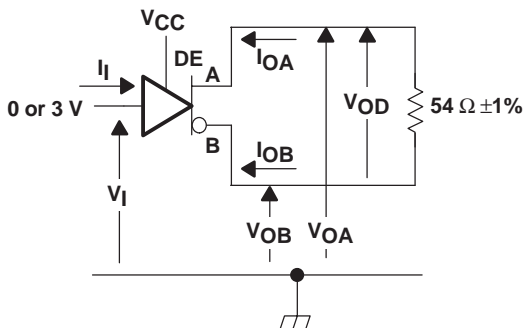 VCC
II
DE
A
IOA
0 or 3 V
VOD
54 Ω ±1%
B
IOB
VI
VOB
VOA